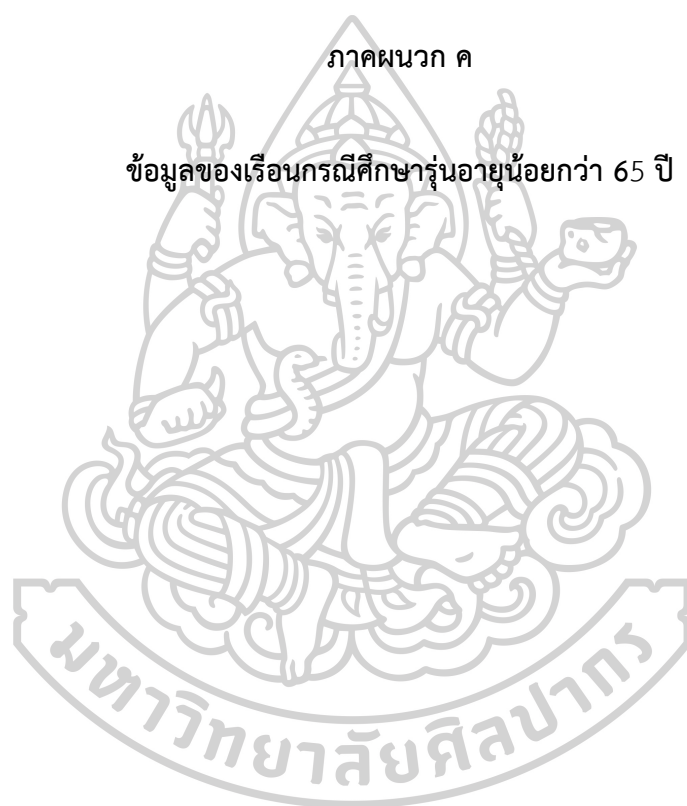 ภาคผนวก ค
ข้อมูลของเรือนกรณีศึกษารุ่นอายุน้อยกว่า 65 ปี
มหาวิทยาลัยศิลปากร